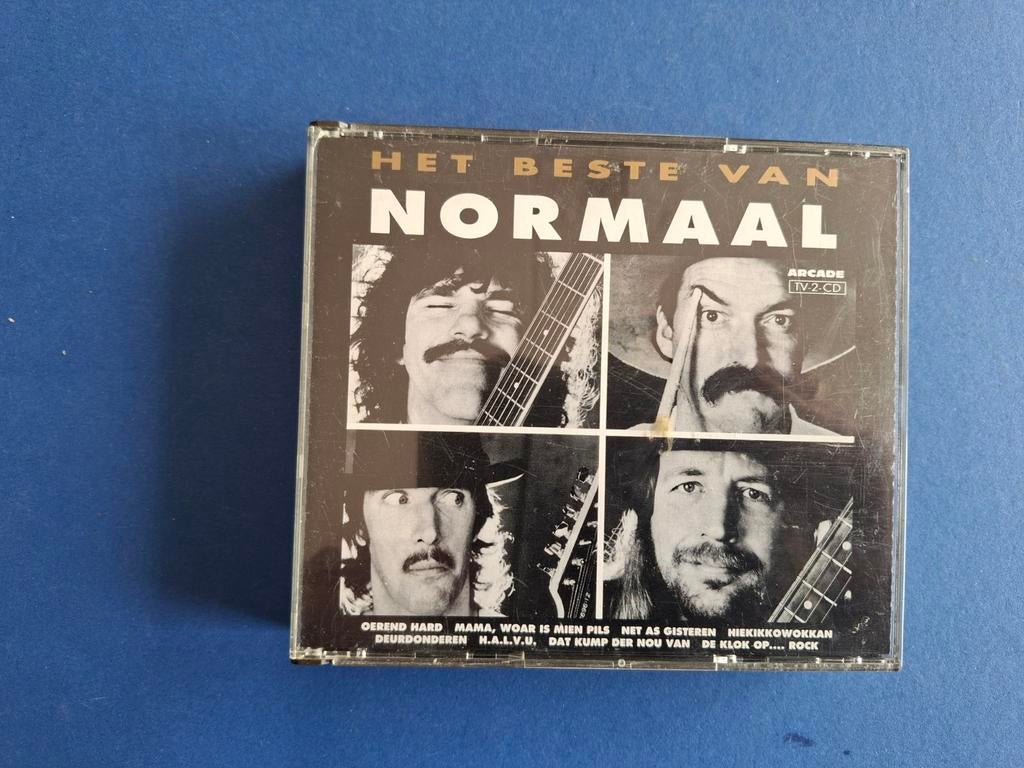 HET BESTE VAN
NORMAAL
ARCADE
TV-2-CD
OEREND HARD MAMA, WOAR IS MIEN PILS NET AS GISTEREN HIEKIKKOWOKKAN
DEURDONDEREN H.A.L.V.U. DAT KUMP DER NOU VAN DE KLOK OP.... ROCK